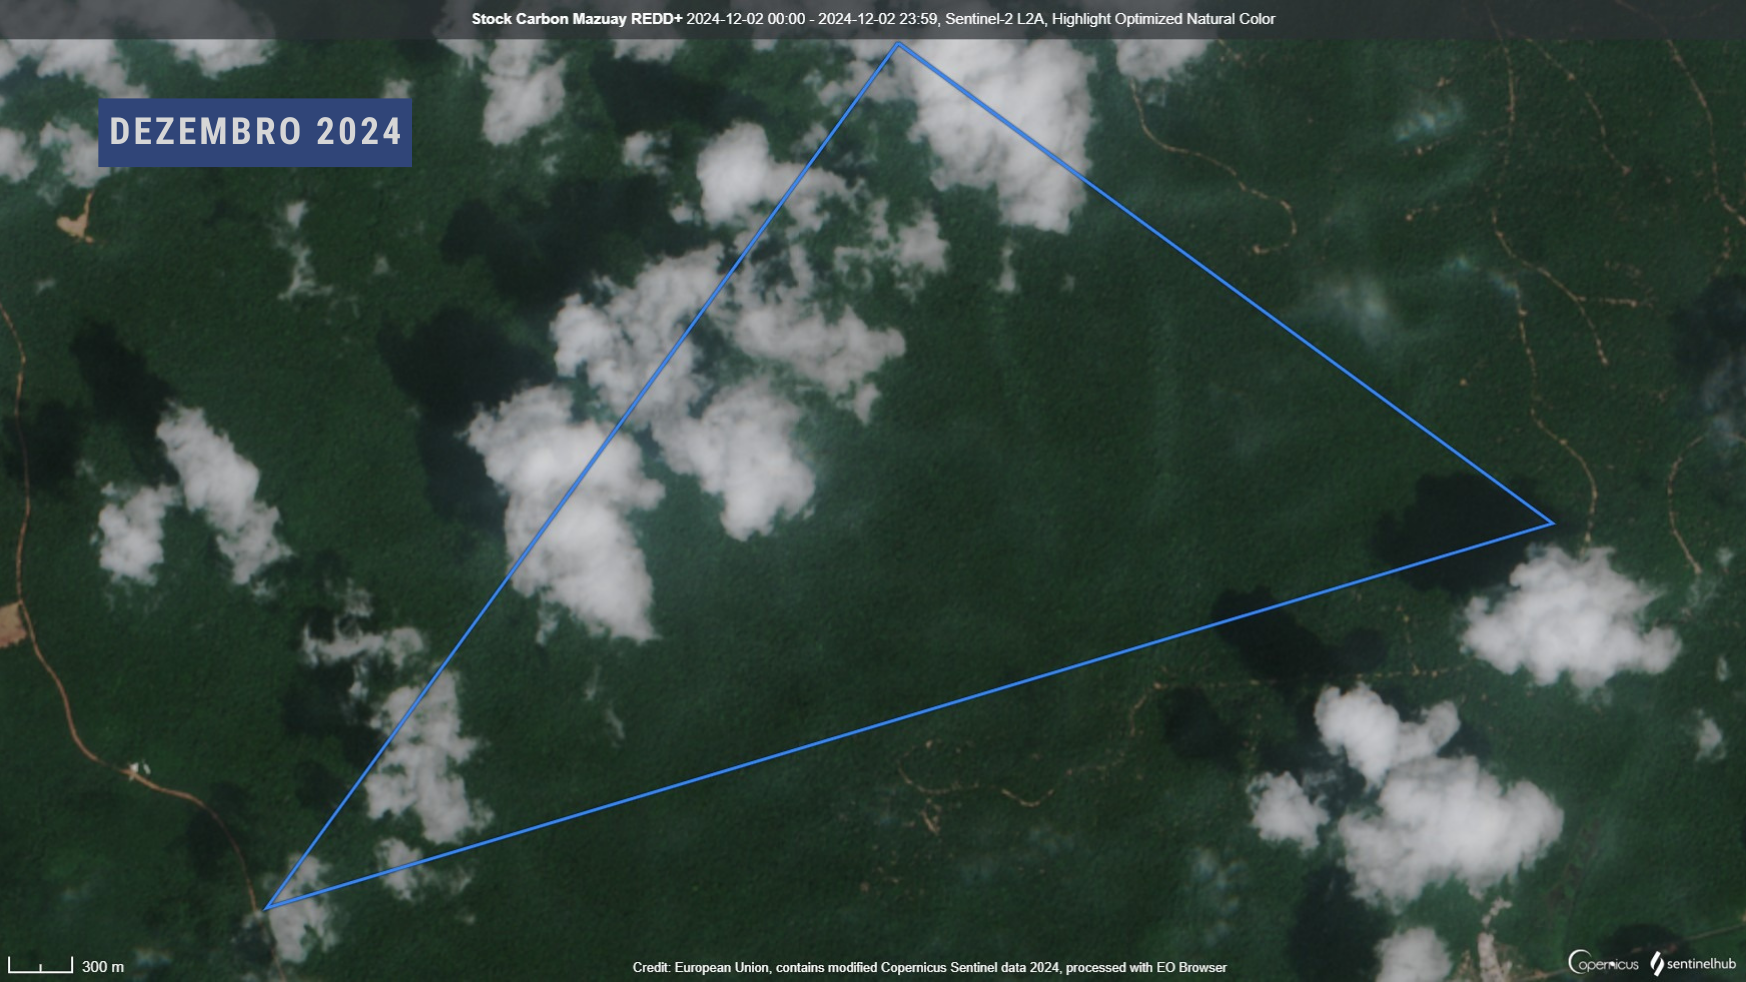 Stock Carbon Mazuay REDD+ 2024-12-02 00:00 - 2024-12-02 23:59, Sentinel-2 L2A, Highlight Optimized Natural Color
DEZEMBRO 2024
300 m
Credit: European Union, contains modified Copernicus Sentinel data 2024, processed with EO Browser
opernicus sentinelhub